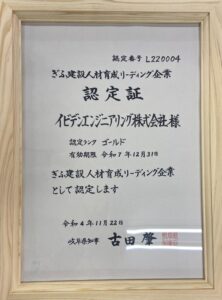 認定番号 L220004
ぎふ建設人材育成リーディング企業
認定証
イビデンエンジニアリング株式会社 様
認定ランク ゴールド
有効期限 令和7年12月31日
ぎふ建設人材育成リーディング企業
として認定します
令和4年11月22日
岐阜県知事 古田 肇